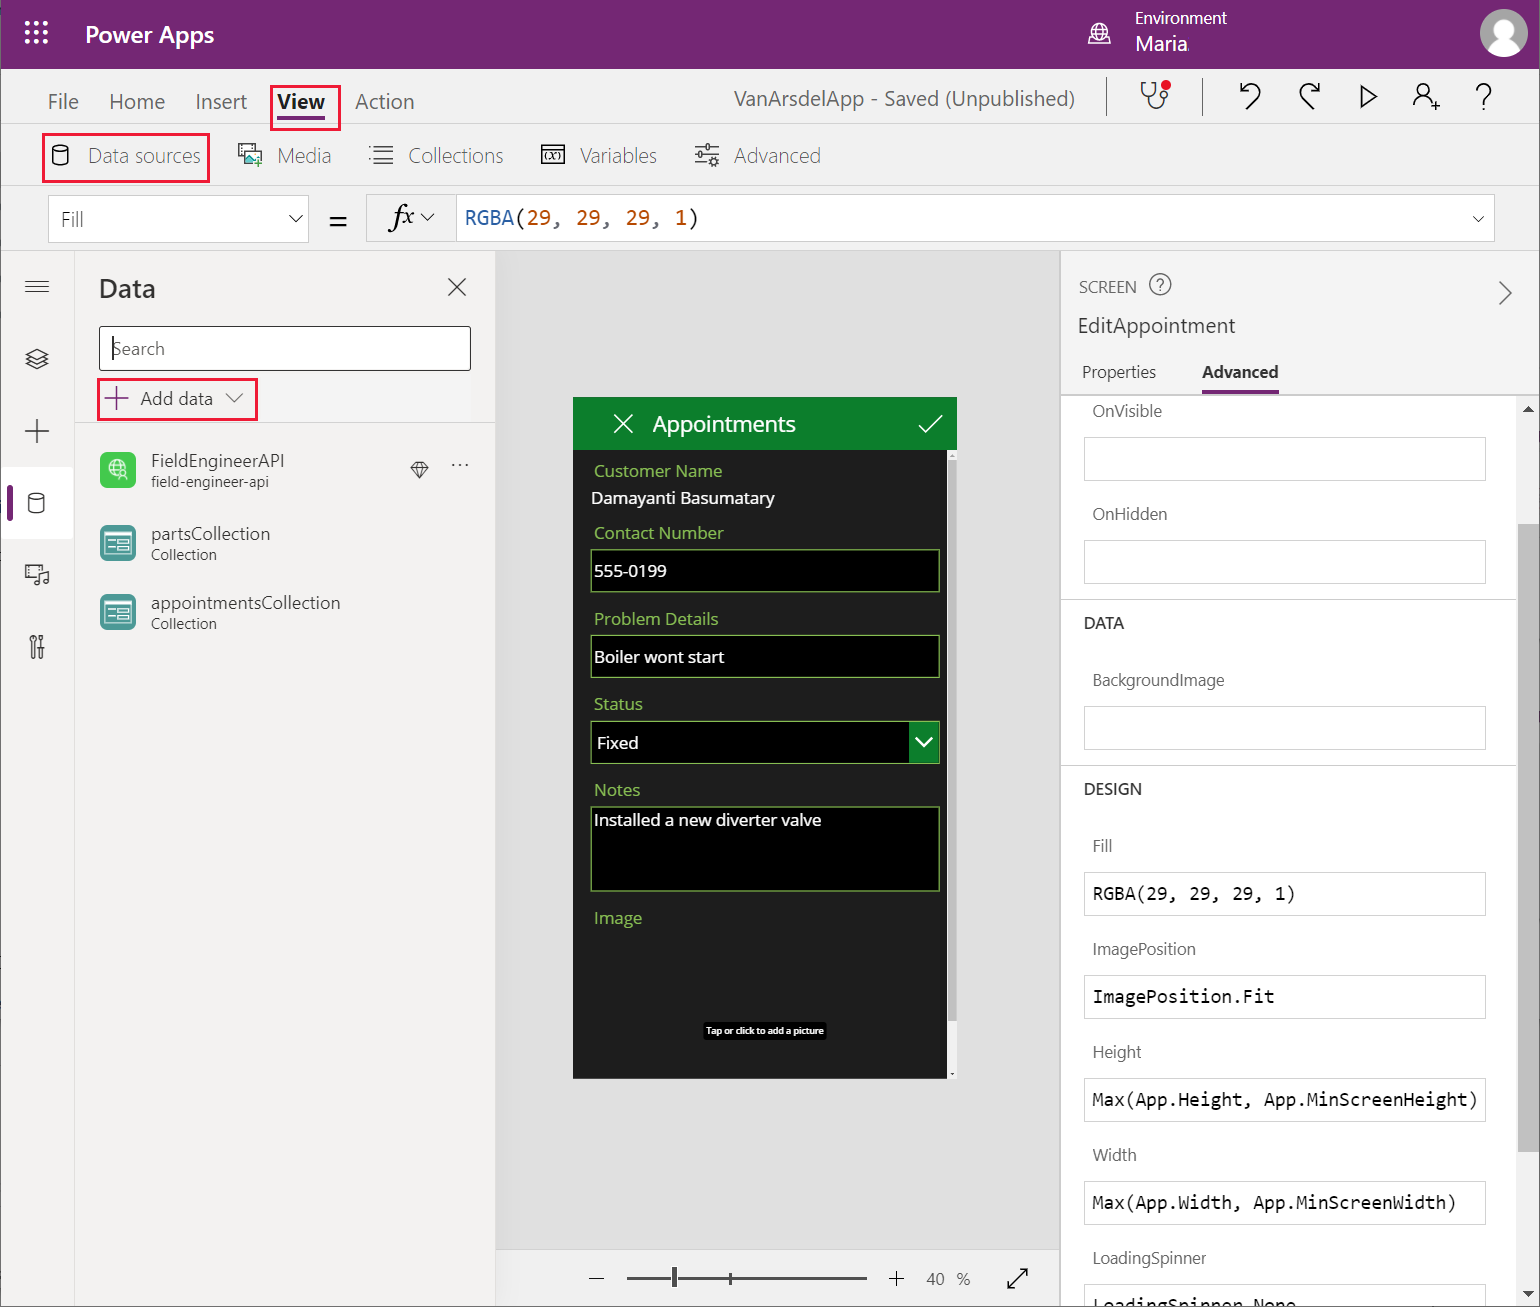 Power Apps
Environment
Maria
File Home Insert View Action
VanArsdelApp - Saved (Unpublished)
Data sources Media Collections Variables Advanced
Fill = fx RGBA(29, 29, 29, 1)
Data
Search
Add data
FieldEngineerAPI
field-engineer-api
partsCollection
Collection
appointmentsCollection
Collection
Appointments
Customer Name
Damayanti Basumatary
Contact Number
555-0199
Problem Details
Boiler wont start
Status
Fixed
Notes
Installed a new diverter valve
Image
Tap or click to add a picture
40 %
SCREEN
EditAppointment
Properties Advanced
OnVisible
OnHidden
DATA
BackgroundImage
DESIGN
Fill
RGBA(29, 29, 29, 1)
ImagePosition
ImagePosition.Fit
Height
Max(App.Height, App.MinScreenHeight)
Width
Max(App.Width, App.MinScreenWidth)
LoadingSpinner
LoadingSpinner.None